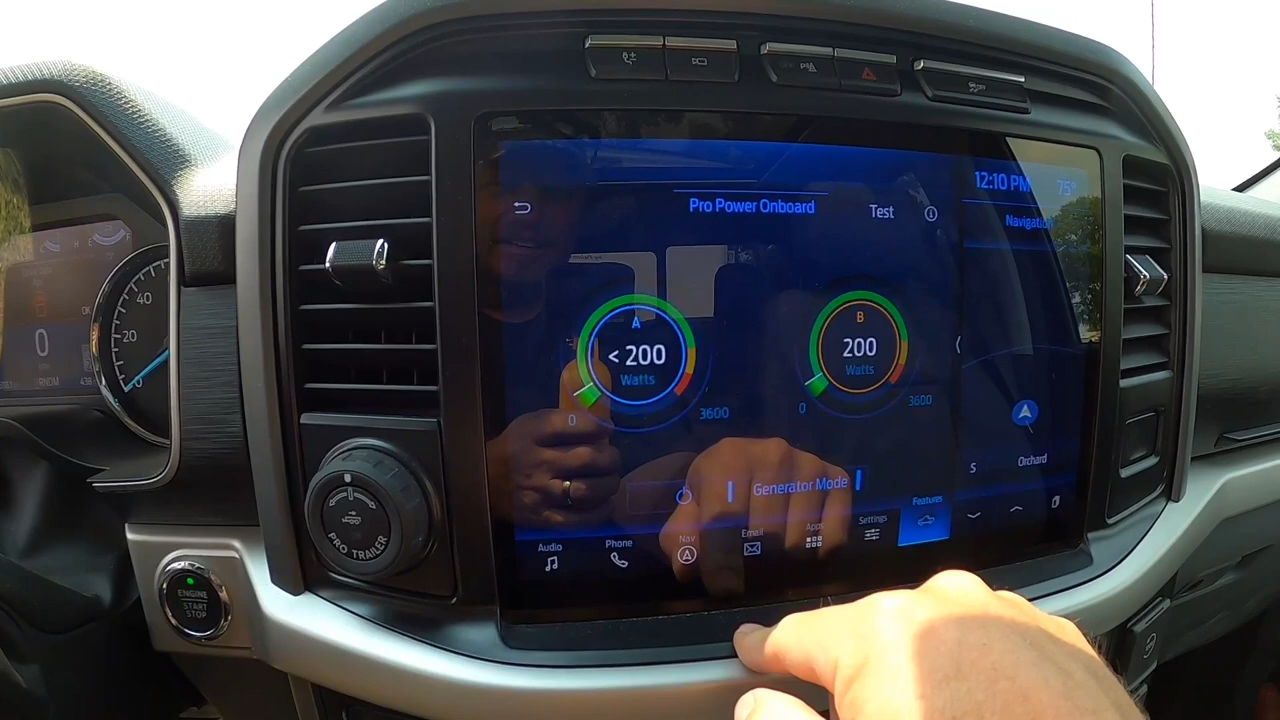 12:10 PM 75°
Pro Power Onboard
Test
Navigation
A
< 200
Watts
0
3600
B
200
Watts
0
3600
Generator Mode
S
Orchard
Audio
Phone
Nav
Email
Apps
Settings
Features
PRO TRAILER
ENGINE
START
STOP
H
E
F
40
20
0
0